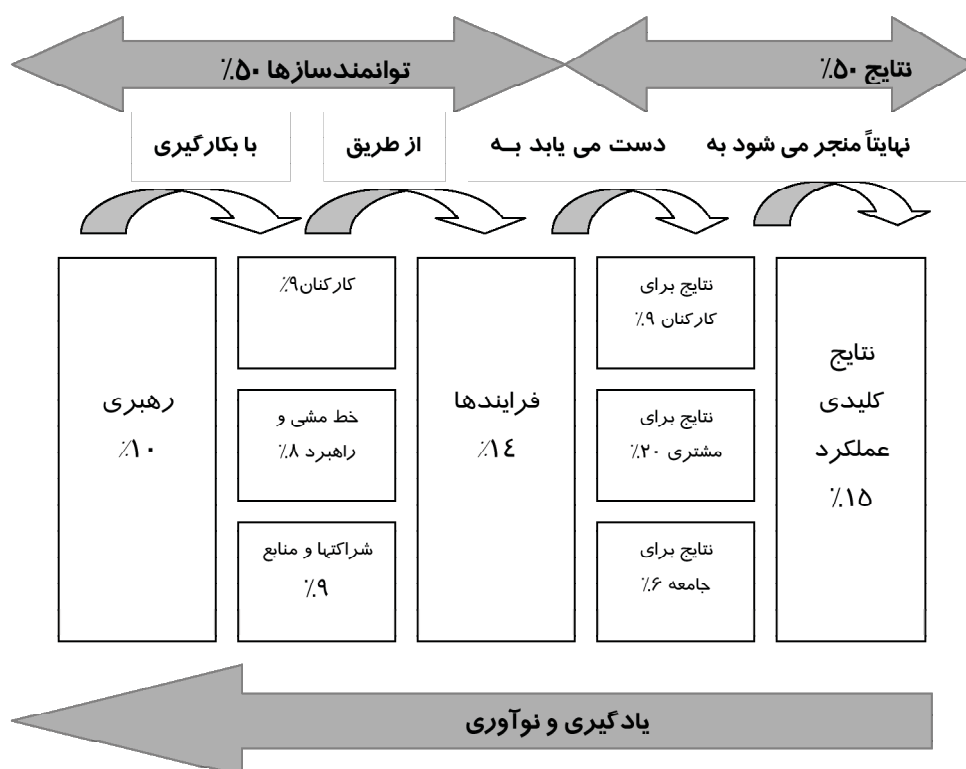 توانمندسازها ۵۰٪
نتایج ۵۰٪
با بکارگیری
از طریق
دست می یابد بــه
نهایتاً منجر می شود به
رهبری
۱۰٪
کارکنان۹٪
خط مشی و
راهبرد ۸٪
شراکتها و منابع
۹٪
فرایندها
۱۴٪
نتایج برای
کارکنان ۹٪
نتایج برای
مشتری ۲۰٪
نتایج برای
جامعه ۶٪
نتایج
کلیدی
عملکرد
۱۵٪
یادگیری و نوآوری